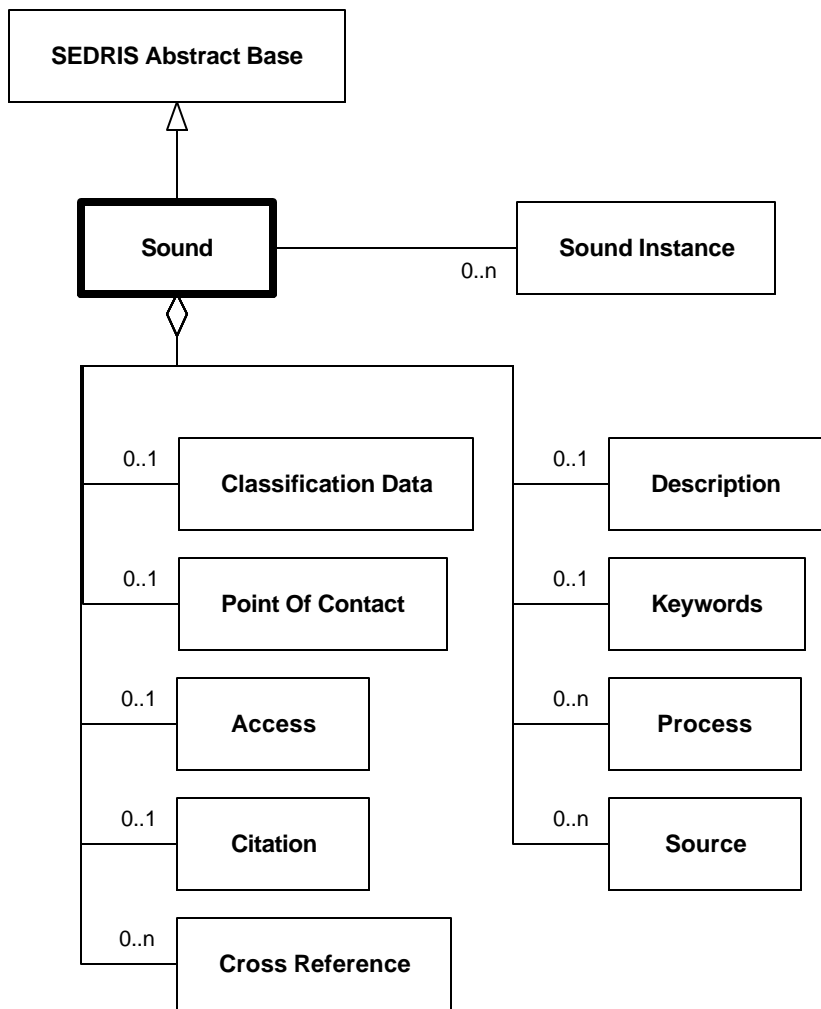 SEDRIS Abstract Base
Sound
Sound Instance
0..n
0..1
Classification Data
0..1
Description
0..1
Point Of Contact
0..1
Keywords
0..1
Access
0..n
Process
0..1
Citation
0..n
Source
0..n
Cross Reference